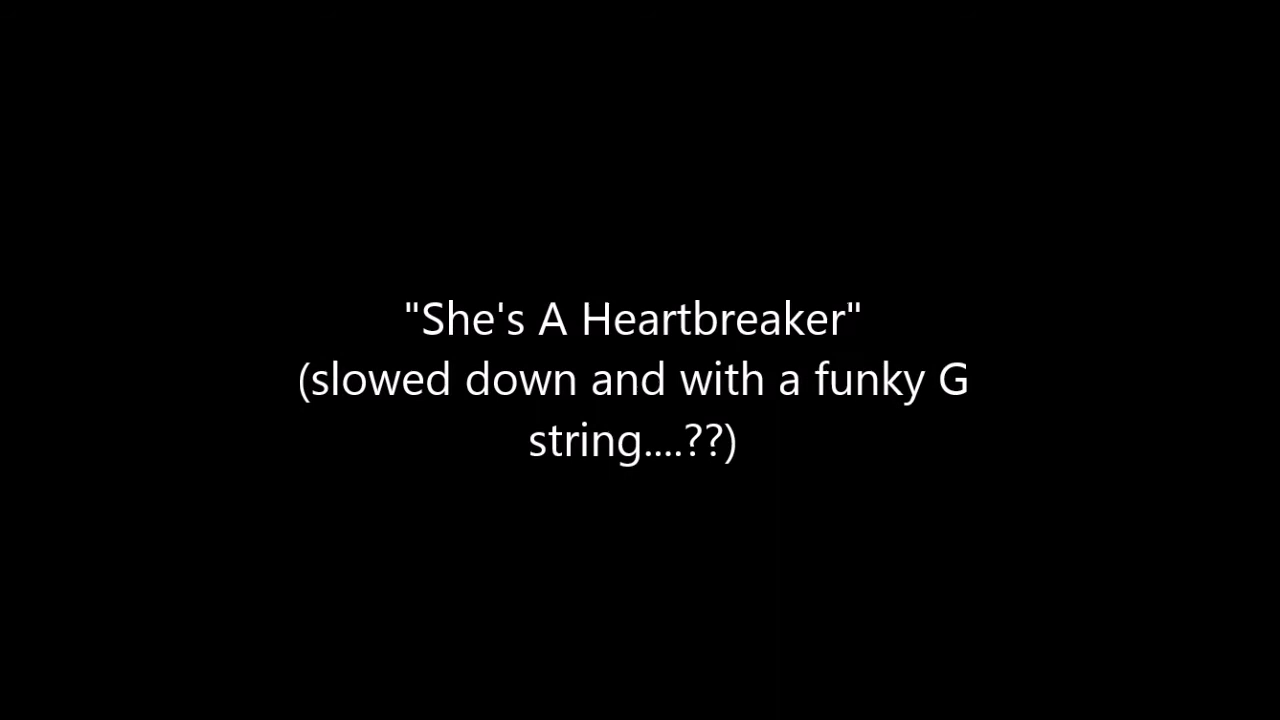 "She's A Heartbreaker"
(slowed down and with a funky G
string....??)